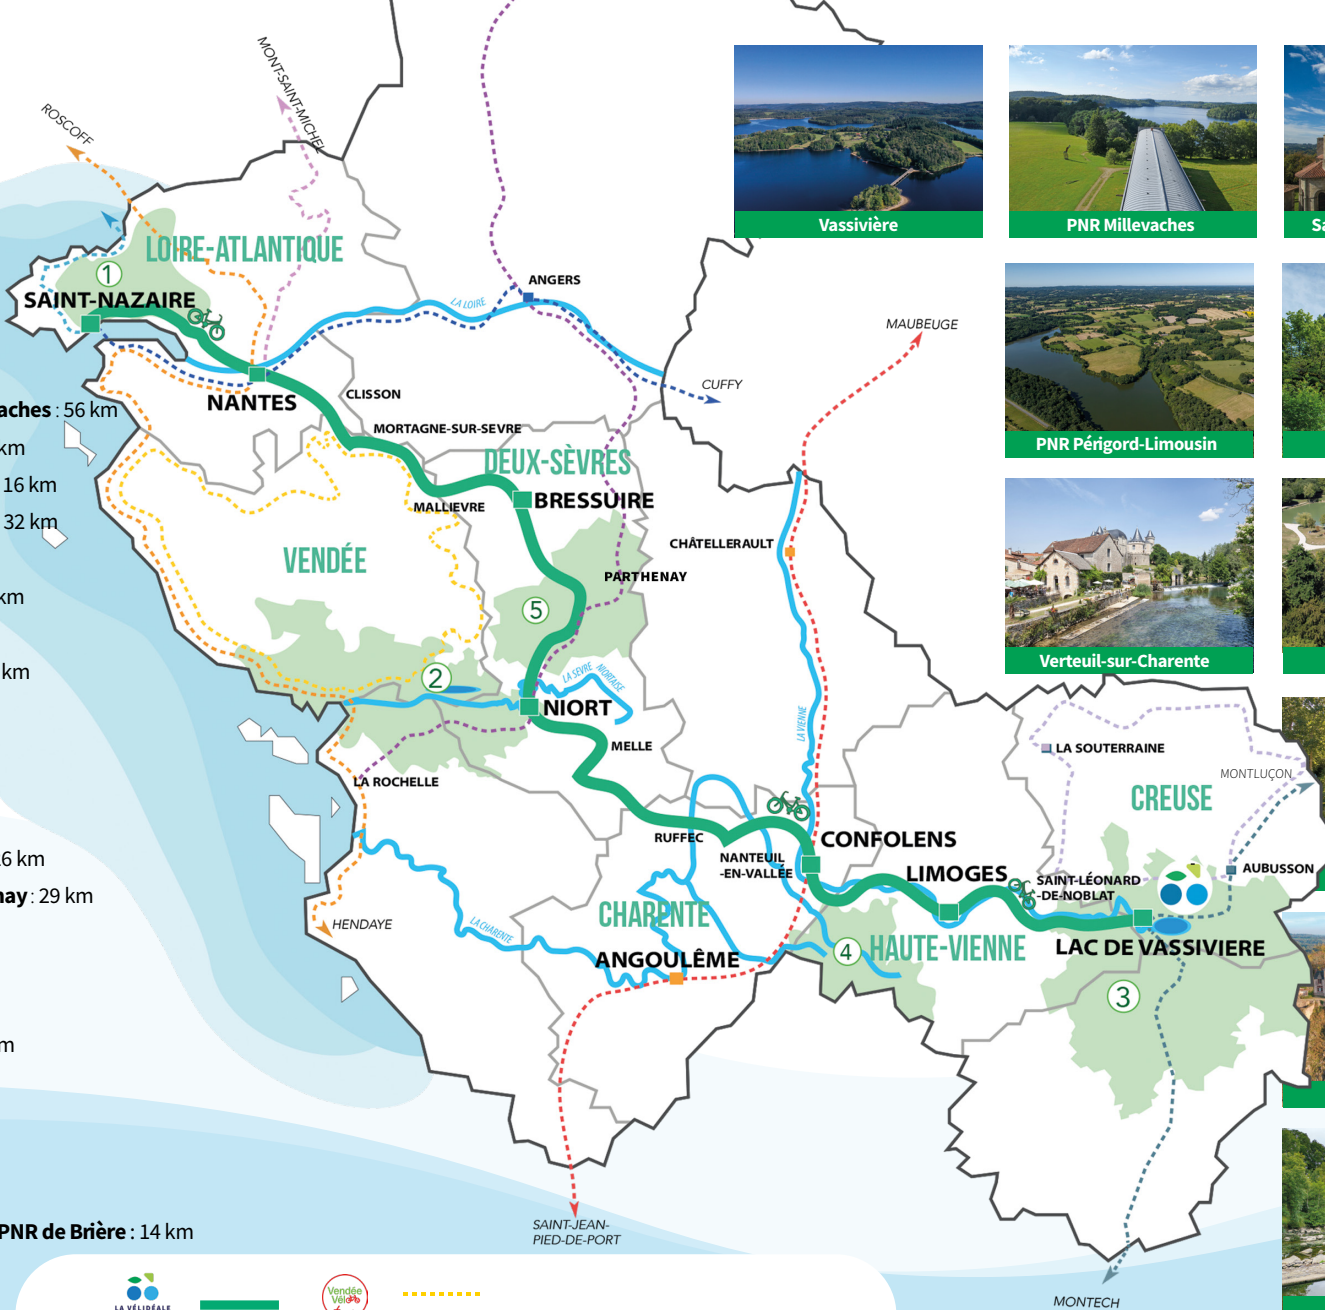 MONT-SAINT-MICHEL
ROSCOFF
LOIRE-ATLANTIQUE
1
SAINT-NAZAIRE
LA LOIRE
ANGERS
Vassivière
PNR Millevaches
Sa
MAUBEUGE
CUFFY
NANTES
CLISSON
aches : 56 km
MORTAGNE-SUR-SEVRE
km
PNR Périgord-Limousin
DEUX-SÈVRES
16 km
MALLIEVRE
BRESSUIRE
32 km
CHÂTELLERAULT
VENDÉE
PARTHENAY
km
5
Verteuil-sur-Charente
km
2
LA SEVRE NIORTAISE
NIORT
LA VIENNE
MELLE
LA SOUTERRAINE
MONTLUÇON
LA ROCHELLE
CREUSE
RUFFEC
CONFOLENS
NANTEUIL
-EN-VALLÉE
6 km
LIMOGES
AUBUSSON
SAINT-LÉONARD
-DE-NOBLAT
nay : 29 km
CHARENTE
HENDAYE
LA CHARENTE
4
HAUTE-VIENNE
LAC DE VASSIVIERE
ANGOULÊME
3
m
PNR de Brière : 14 km
SAINT-JEAN-
PIED-DE-PORT
Vendée
Vélo
LA VÉLIDÉALE
MONTECH